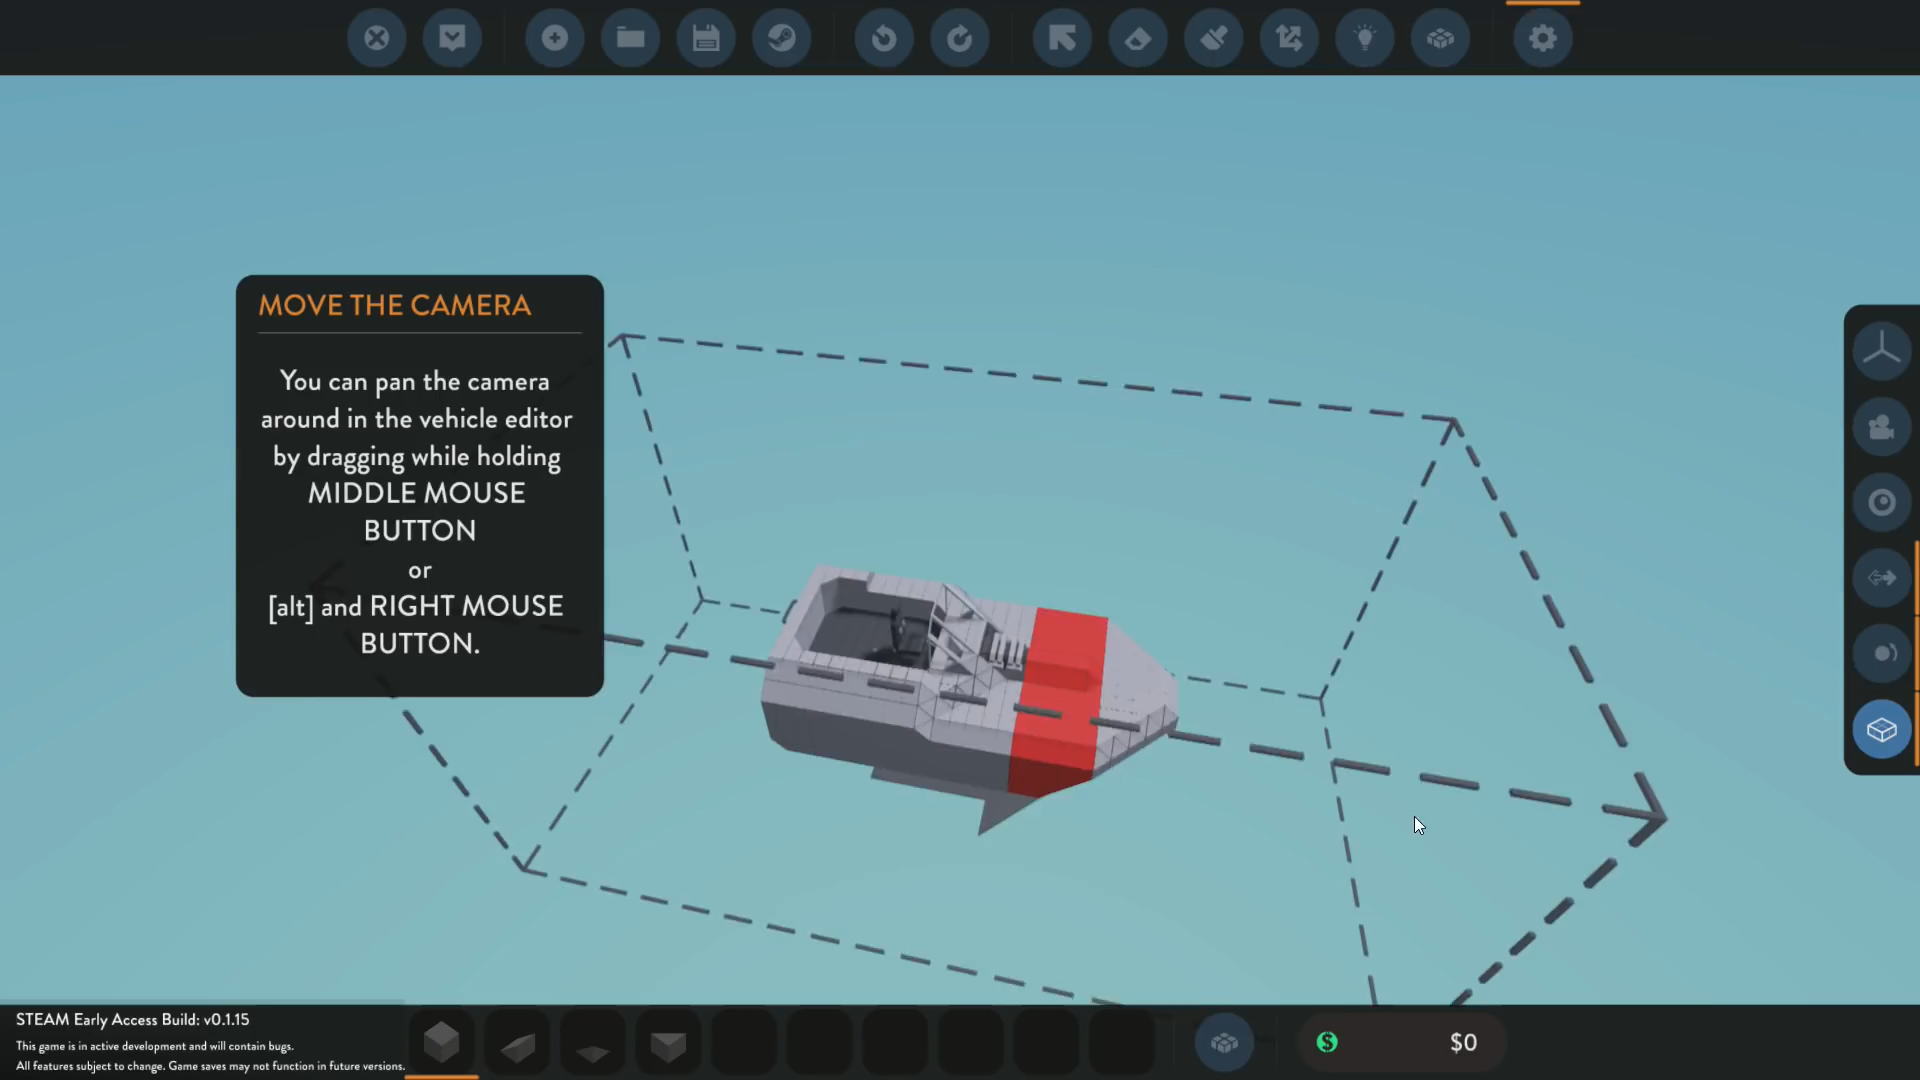 MOVE THE CAMERA
You can pan the camera
around in the vehicle editor
by dragging while holding
MIDDLE MOUSE
BUTTON
or
[alt] and RIGHT MOUSE
BUTTON.
STEAM Early Access Build: v0.1.15
This game is in active development and will contain bugs.
All features subject to change. Game saves may not function in future versions.
$0